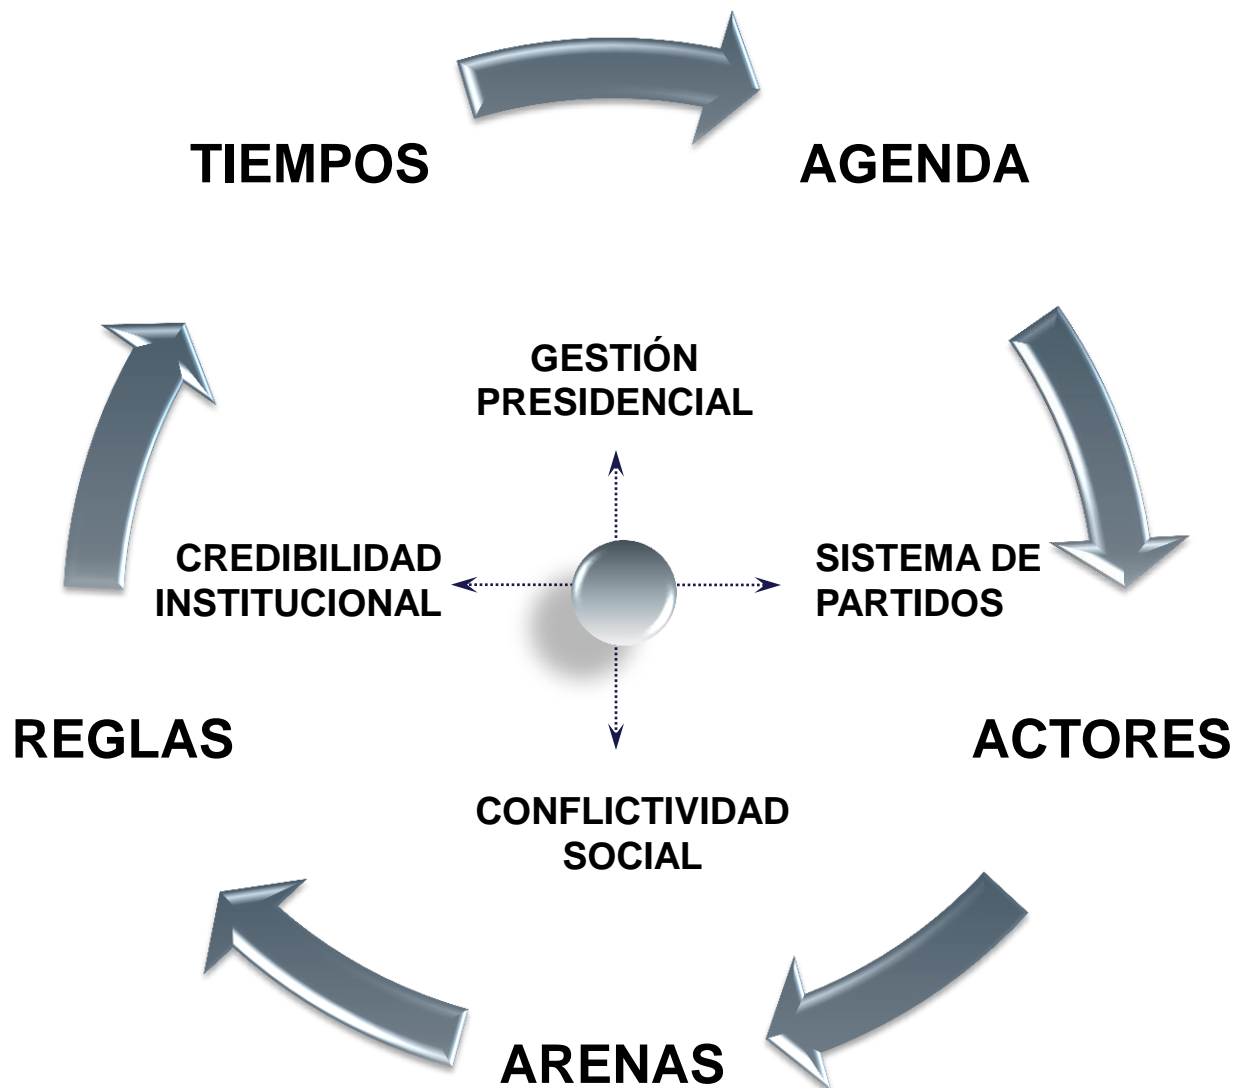 TIEMPOS
AGENDA
GESTIÓN
PRESIDENCIAL
CREDIBILIDAD
INSTITUCIONAL
SISTEMA DE
PARTIDOS
REGLAS
ACTORES
CONFLICTIVIDAD
SOCIAL
ARENAS